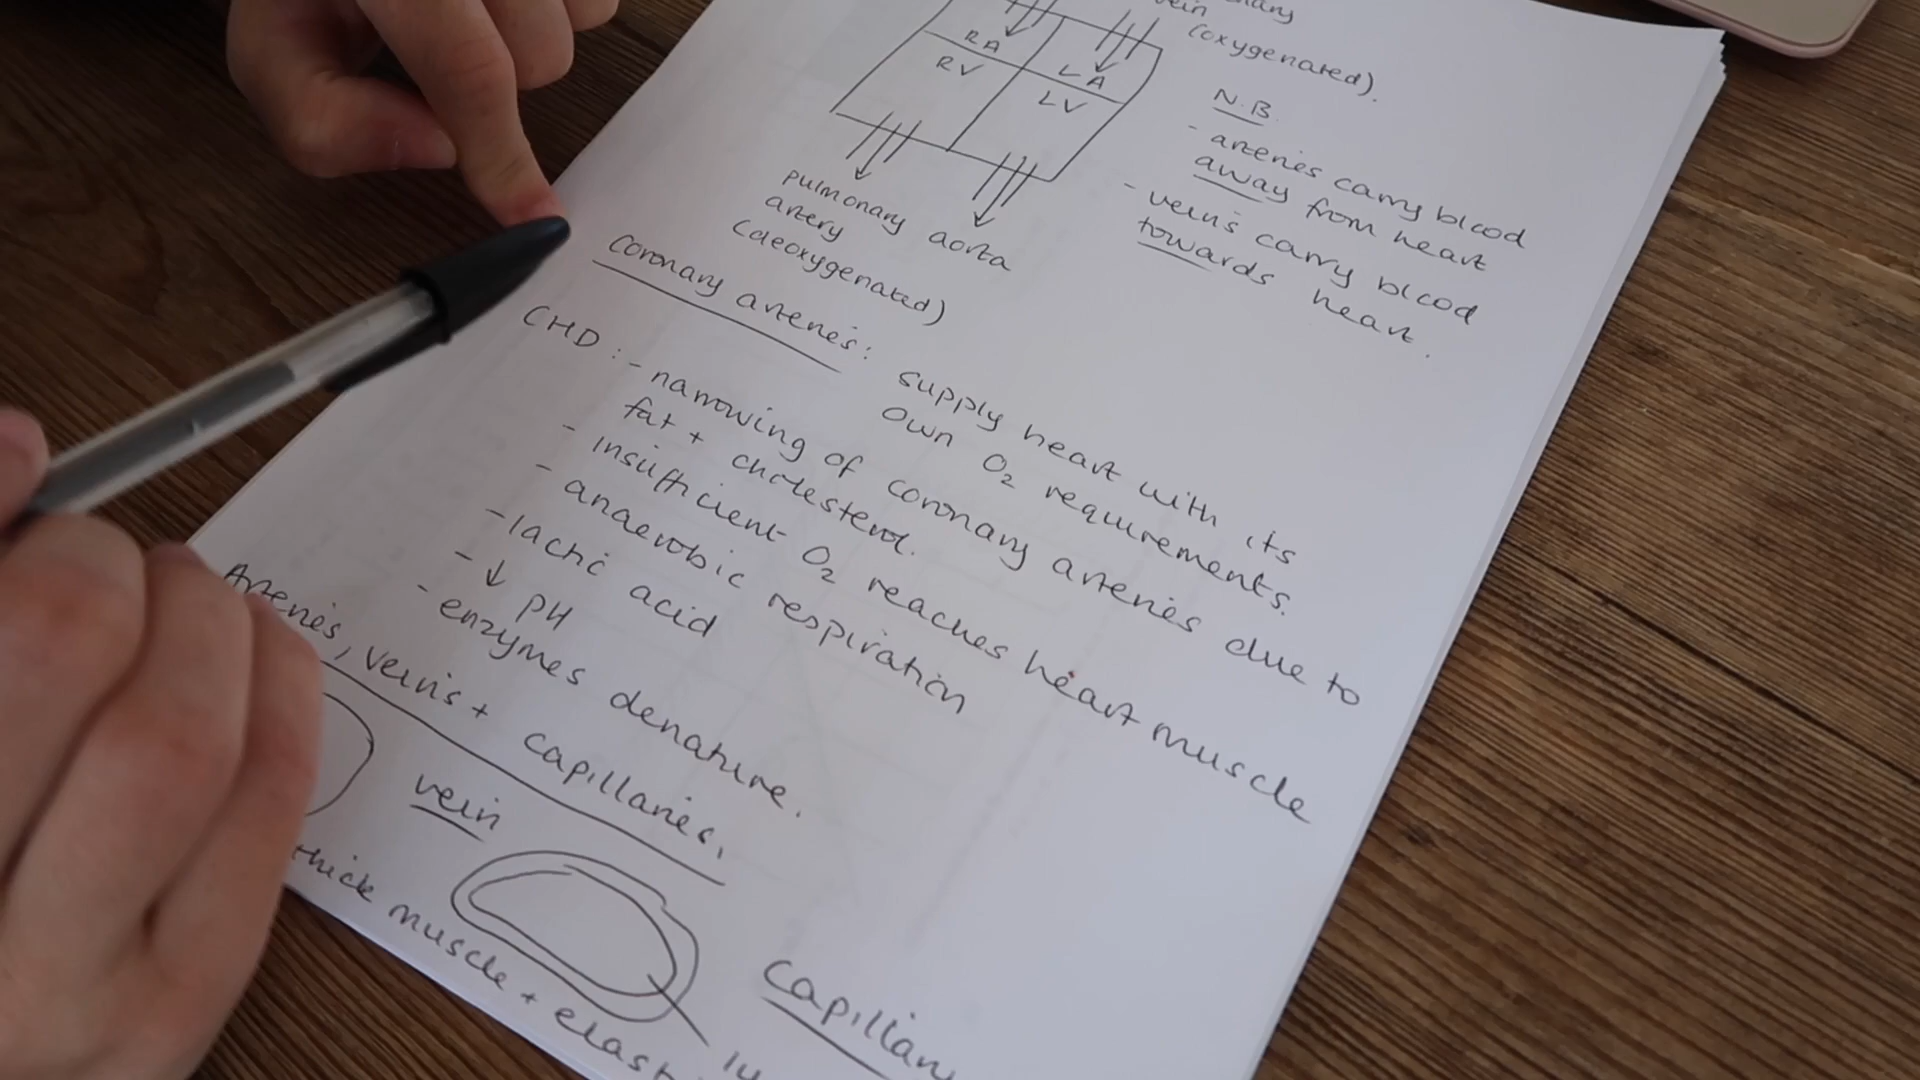 vein
(oxygenated).
RA
LA
RV
LV
N.B.
- arteries carry blood
away from heart
- veins carry blood
towards heart.
pulmonary
artery
(deoxygenated)
aorta
Coronary arteries: supply heart with its
own O2 requirements.
CHD: - narrowing of coronary arteries due to
fat + cholesterol.
- insufficient O2 reaches heart muscle
- anaerobic respiration
- lactic acid
- ↓ pH
- enzymes denature.
Arteries, veins + capillaries.
vein
thick muscle +
capillary